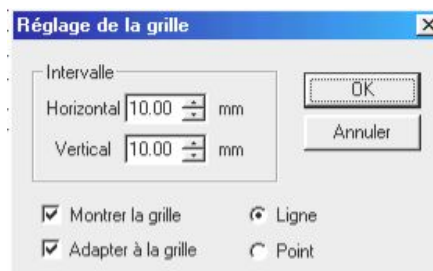 Réglage de la grille
Intervalle
Horizontal 10.00 mm
Vertical 10.00 mm
OK
Annuler
Montrer la grille
Ligne
Adapter à la grille
Point